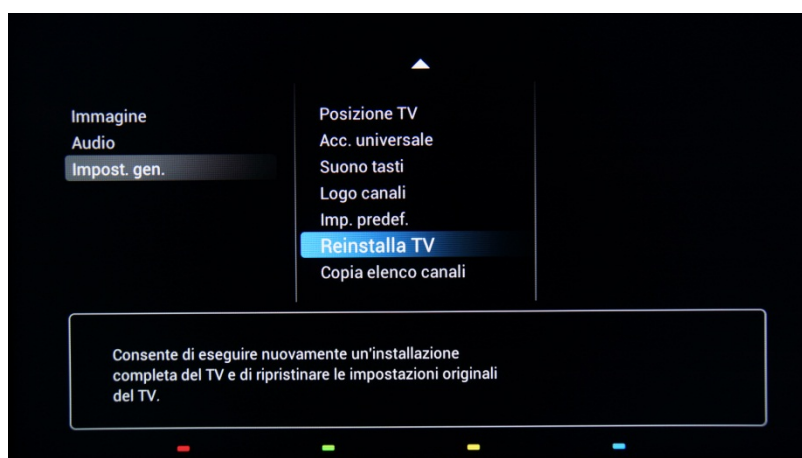 Immagine
Audio
Impost. gen.
Posizione TV
Acc. universale
Suono tasti
Logo canali
Imp. predef.
Reinstalla TV
Copia elenco canali
Consente di eseguire nuovamente un'installazione
completa del TV e di ripristinare le impostazioni originali
del TV.